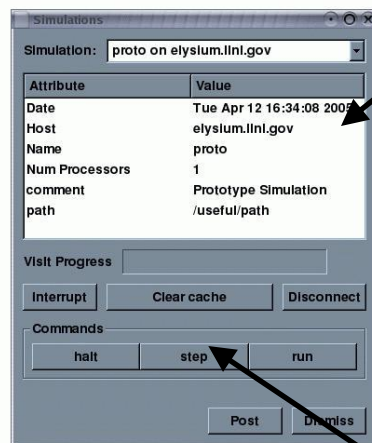 Simulations
Simulation: proto on elysium.llnl.gov
Attribute Value
Date Tue Apr 12 16:34:08 2005
Host elysium.llnl.gov
Name proto
Num Processors 1
comment Prototype Simulation
path /useful/path
VisIt Progress
Interrupt Clear cache Disconnect
Commands
halt step run
Post Dismiss